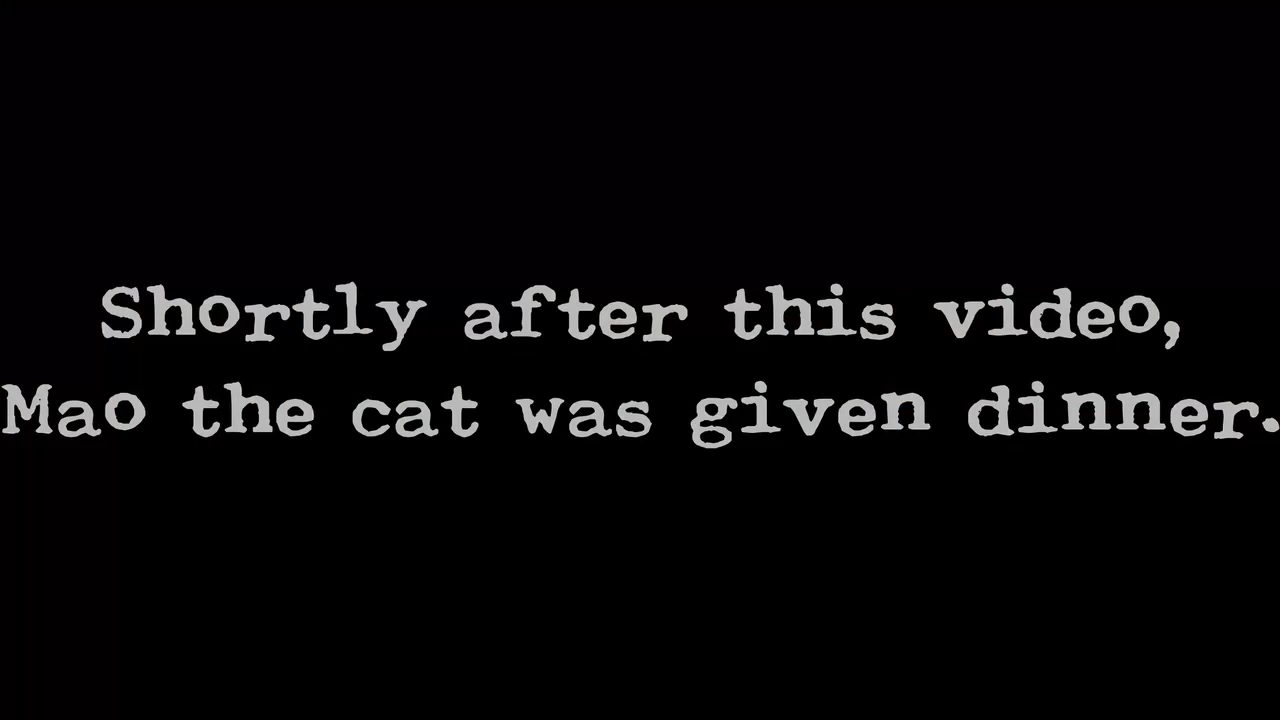 Shortly after this video,
Mao the cat was given dinner.